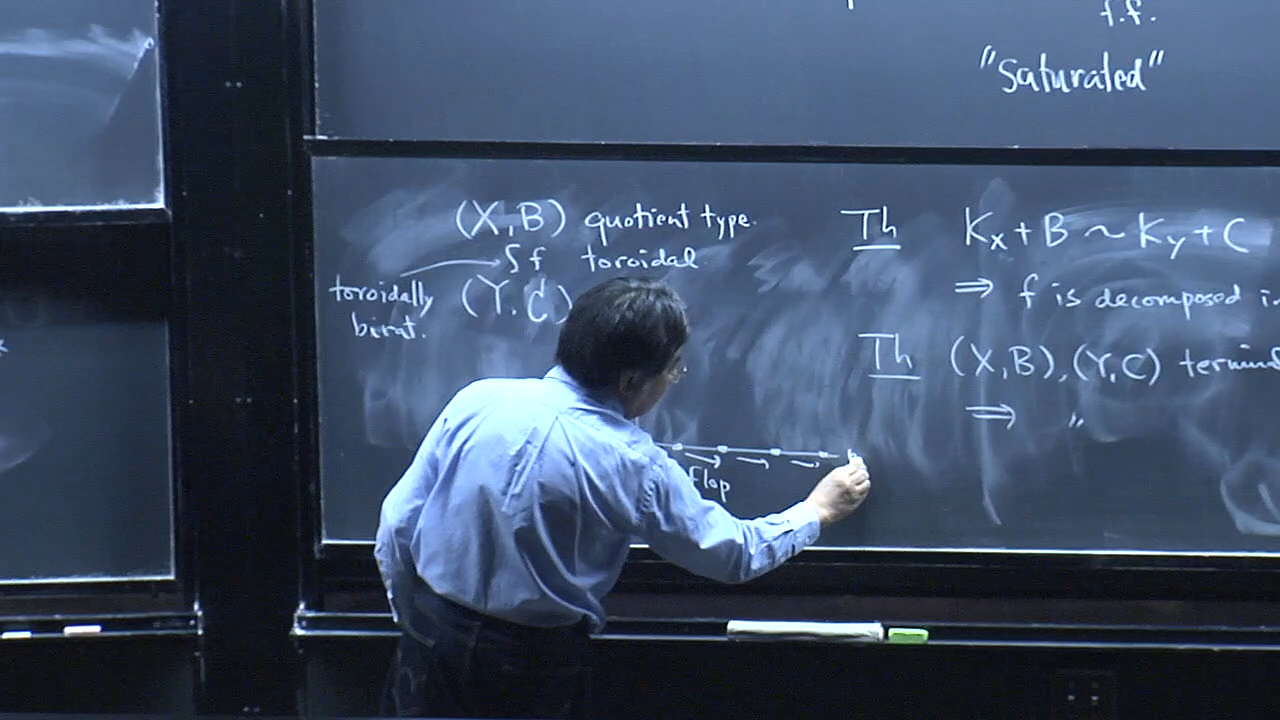 f.f.
"Saturated"
(X, B) quotient type.
f toroidal.
toroidally
birat.
(Y. C)
flop
Th K_X + B ~ K_Y + C
⇒ f is decomposed
Th (X, B), (Y, C)
⇒ "